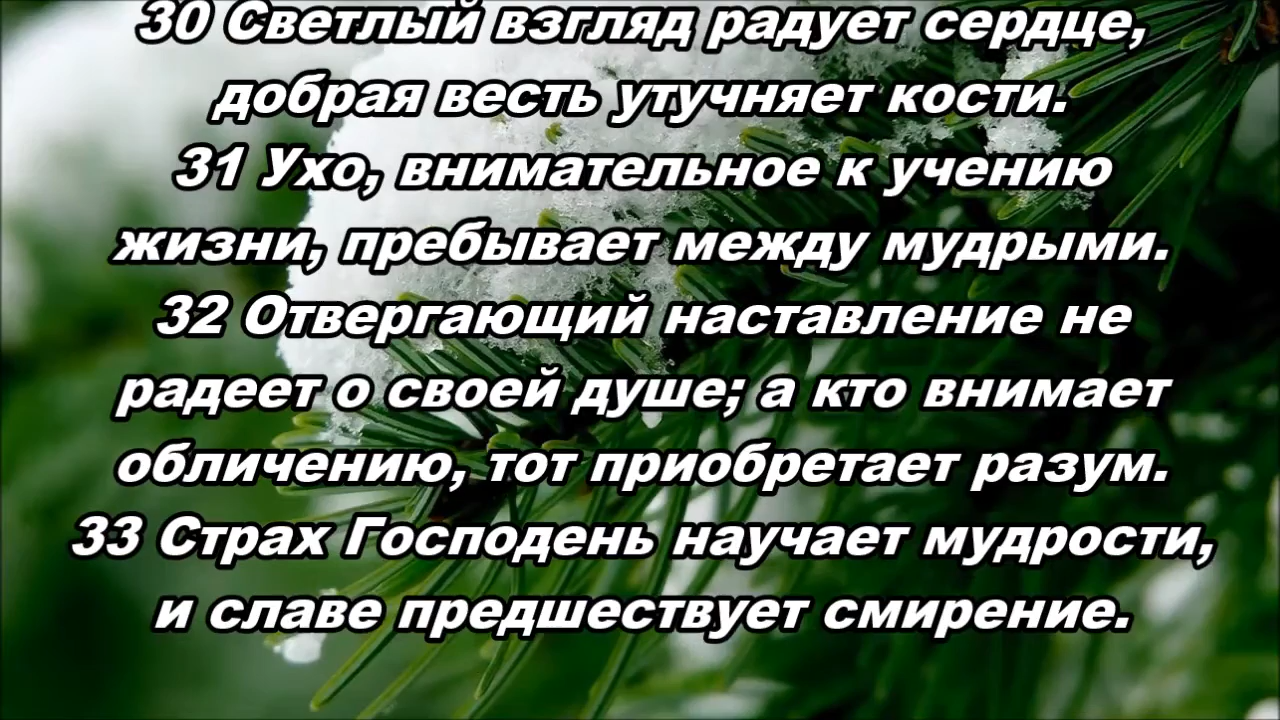 30 Светлый взгляд радует сердце,
добрая весть утучняет кости.
31 Ухо, внимательное к учению
жизни, пребывает между мудрыми.
32 Отвергающий наставление не
радеет о своей душе; а кто внимает
обличению, тот приобретает разум.
33 Страх Господень научает мудрости,
и славе предшествует смирение.